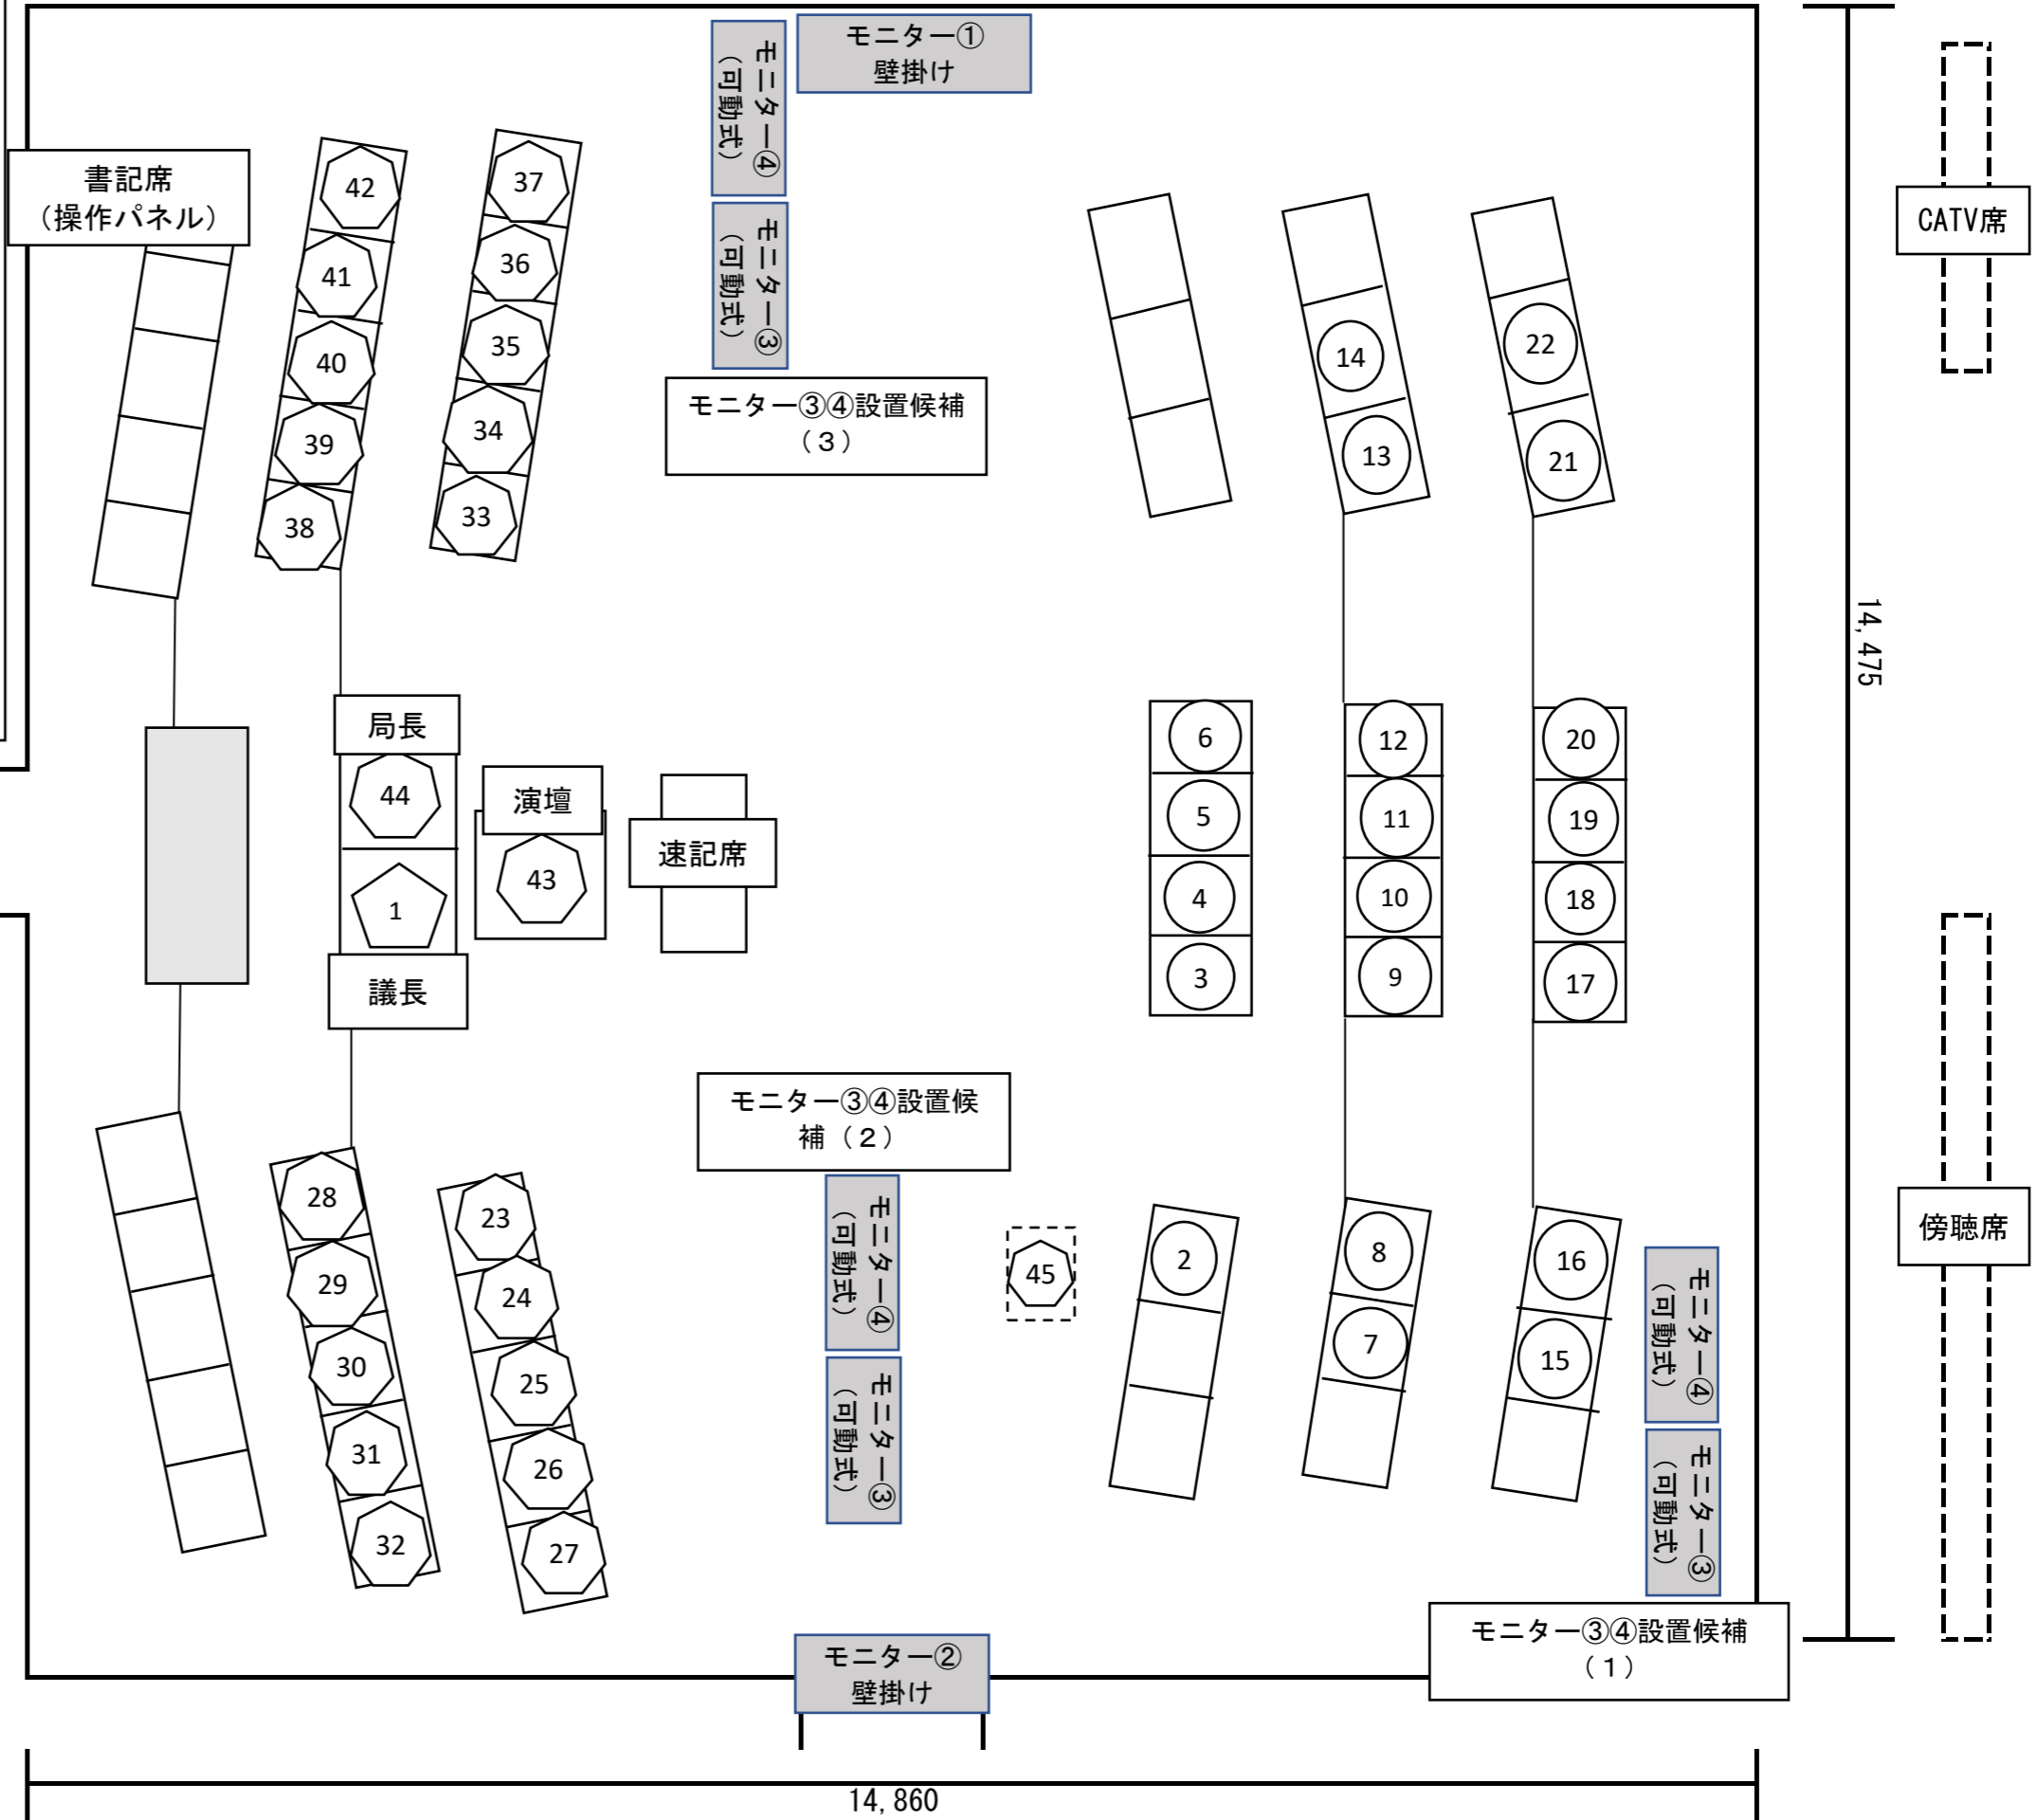 モニター①
壁掛け
モニター④
（可動式）
モニター③
（可動式）
モニター③④設置候補
（３）
書記席
（操作パネル）
42
41
40
39
38
37
36
35
34
33
14
13
22
21
CATV席
14,475
局長
44
1
議長
演壇
43
速記席
6
5
4
3
12
11
10
9
20
19
18
17
モニター③④設置候
補（２）
モニター④
（可動式）
モニター③
（可動式）
28
29
30
31
32
23
24
25
26
27
45
2
8
7
16
15
モニター④
（可動式）
モニター③
（可動式）
モニター③④設置候補
（１）
傍聴席
モニター②
壁掛け
14,860